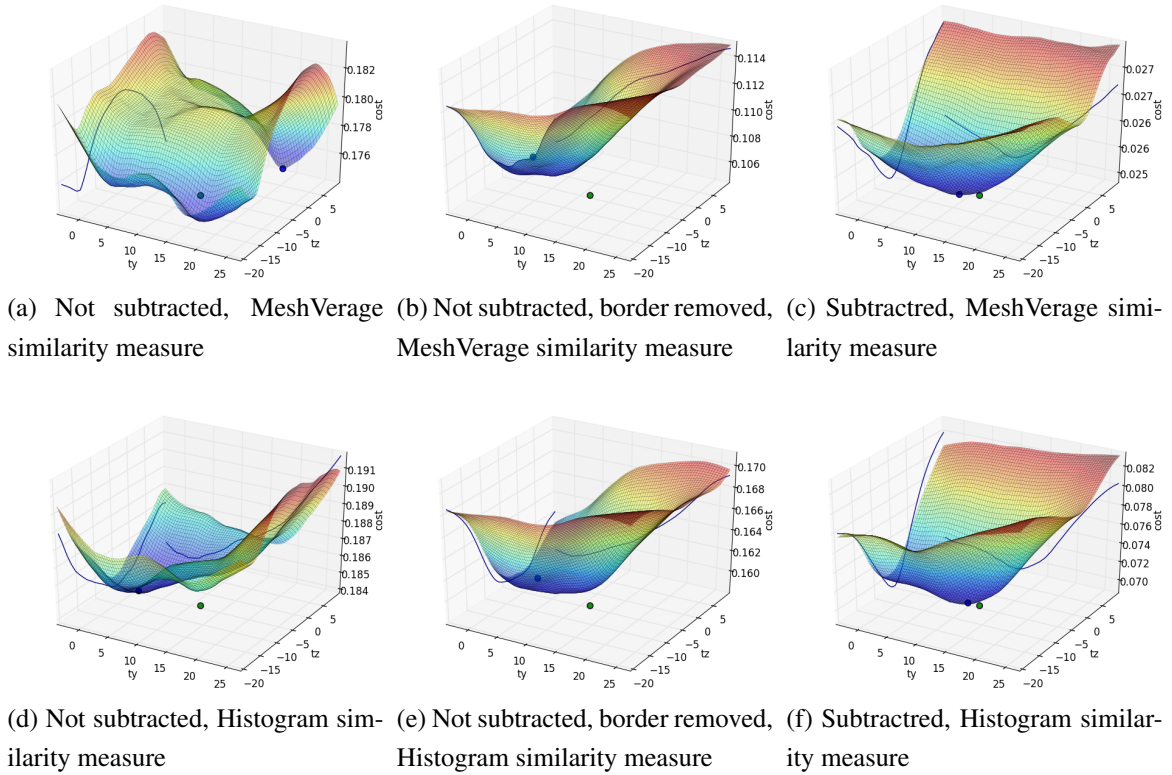 0.182
0.180
0.178
0.176
cost
0 5 10 15 20 25
ty
−20 −15 −10 −5 0 5
tz
0.114
0.112
0.110
0.108
0.106
cost
0 5 10 15 20 25
ty
−20 −15 −10 −5 0 5
tz
0.027
0.027
0.026
0.026
0.025
cost
0 5 10 15 20 25
ty
−20 −15 −10 −5 0 5
tz
(a) Not subtracted, MeshVerage
similarity measure
(b) Not subtracted, border removed,
MeshVerage similarity measure
(c) Subtractred, MeshVerage simi-
larity measure
0.191
0.190
0.189
0.188
0.187
0.186
0.185
0.184
cost
0 5 10 15 20 25
ty
−20 −15 −10 −5 0 5
tz
0.170
0.168
0.166
0.164
0.162
0.160
cost
0 5 10 15 20 25
ty
−20 −15 −10 −5 0 5
tz
0.082
0.080
0.078
0.076
0.074
0.072
0.070
cost
0 5 10 15 20 25
ty
−20 −15 −10 −5 0 5
tz
(d) Not subtracted, Histogram sim-
ilarity measure
(e) Not subtracted, border removed,
Histogram similarity measure
(f) Subtractred, Histogram similar-
ity measure